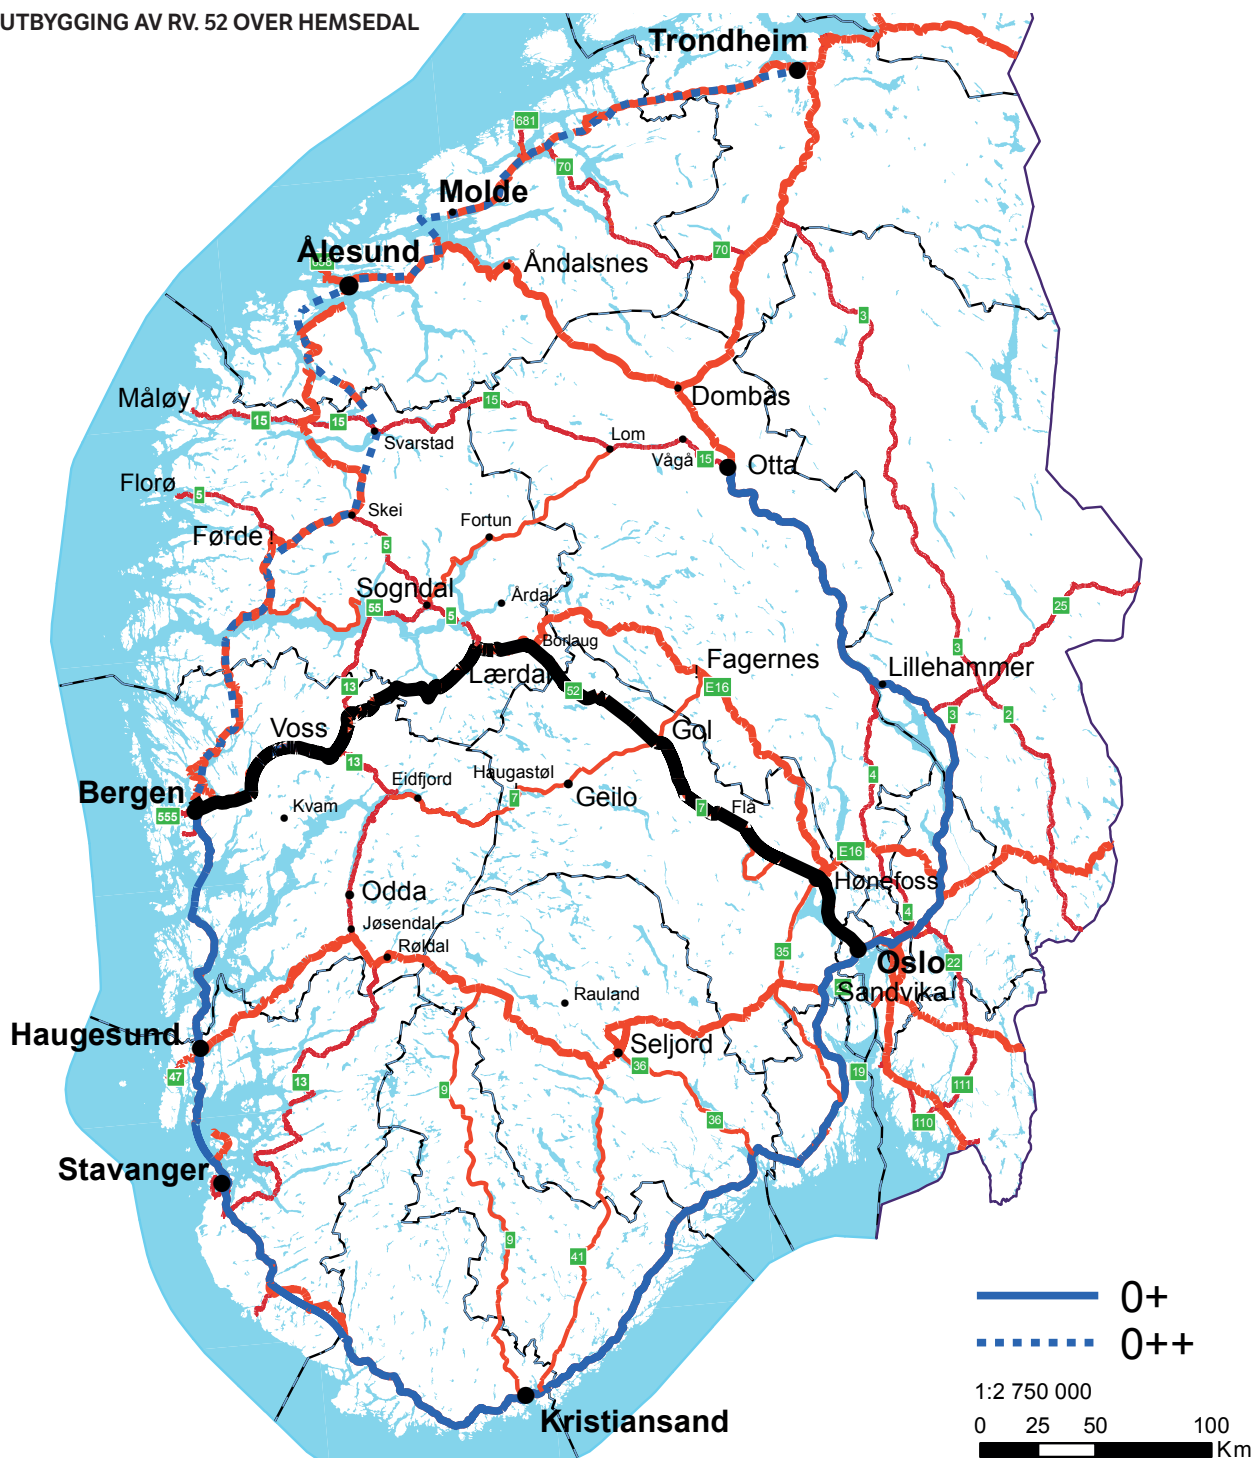 UTBYGGING AV RV. 52 OVER HEMSEDAL
Trondheim
681
70
Molde
Ålesund
Åndalsnes
70
3
Dombås
Måløy
15
15
15
Svarstad
Lom
Vågå
15
Otta
Florø
5
Skei
Fortun
Førde
5
Sogndal
55
5
Årdal
25
Borlaug
3
Fagernes
Lillehammer
Lærdal
13
52
E16
3
2
Voss
Gol
13
Eidfjord
Haugastøl
7
Geilo
4
Bergen
555
Kvam
7
Flå
E16
Hønefoss
Odda
4
Jøsendal
Røldal
35
Oslo
22
Rauland
Sandvika
Haugesund
Seljord
47
13
9
36
19
111
36
110
Stavanger
9
41
0+
0++
1:2 750 000
0 25 50 100
Km
Kristiansand